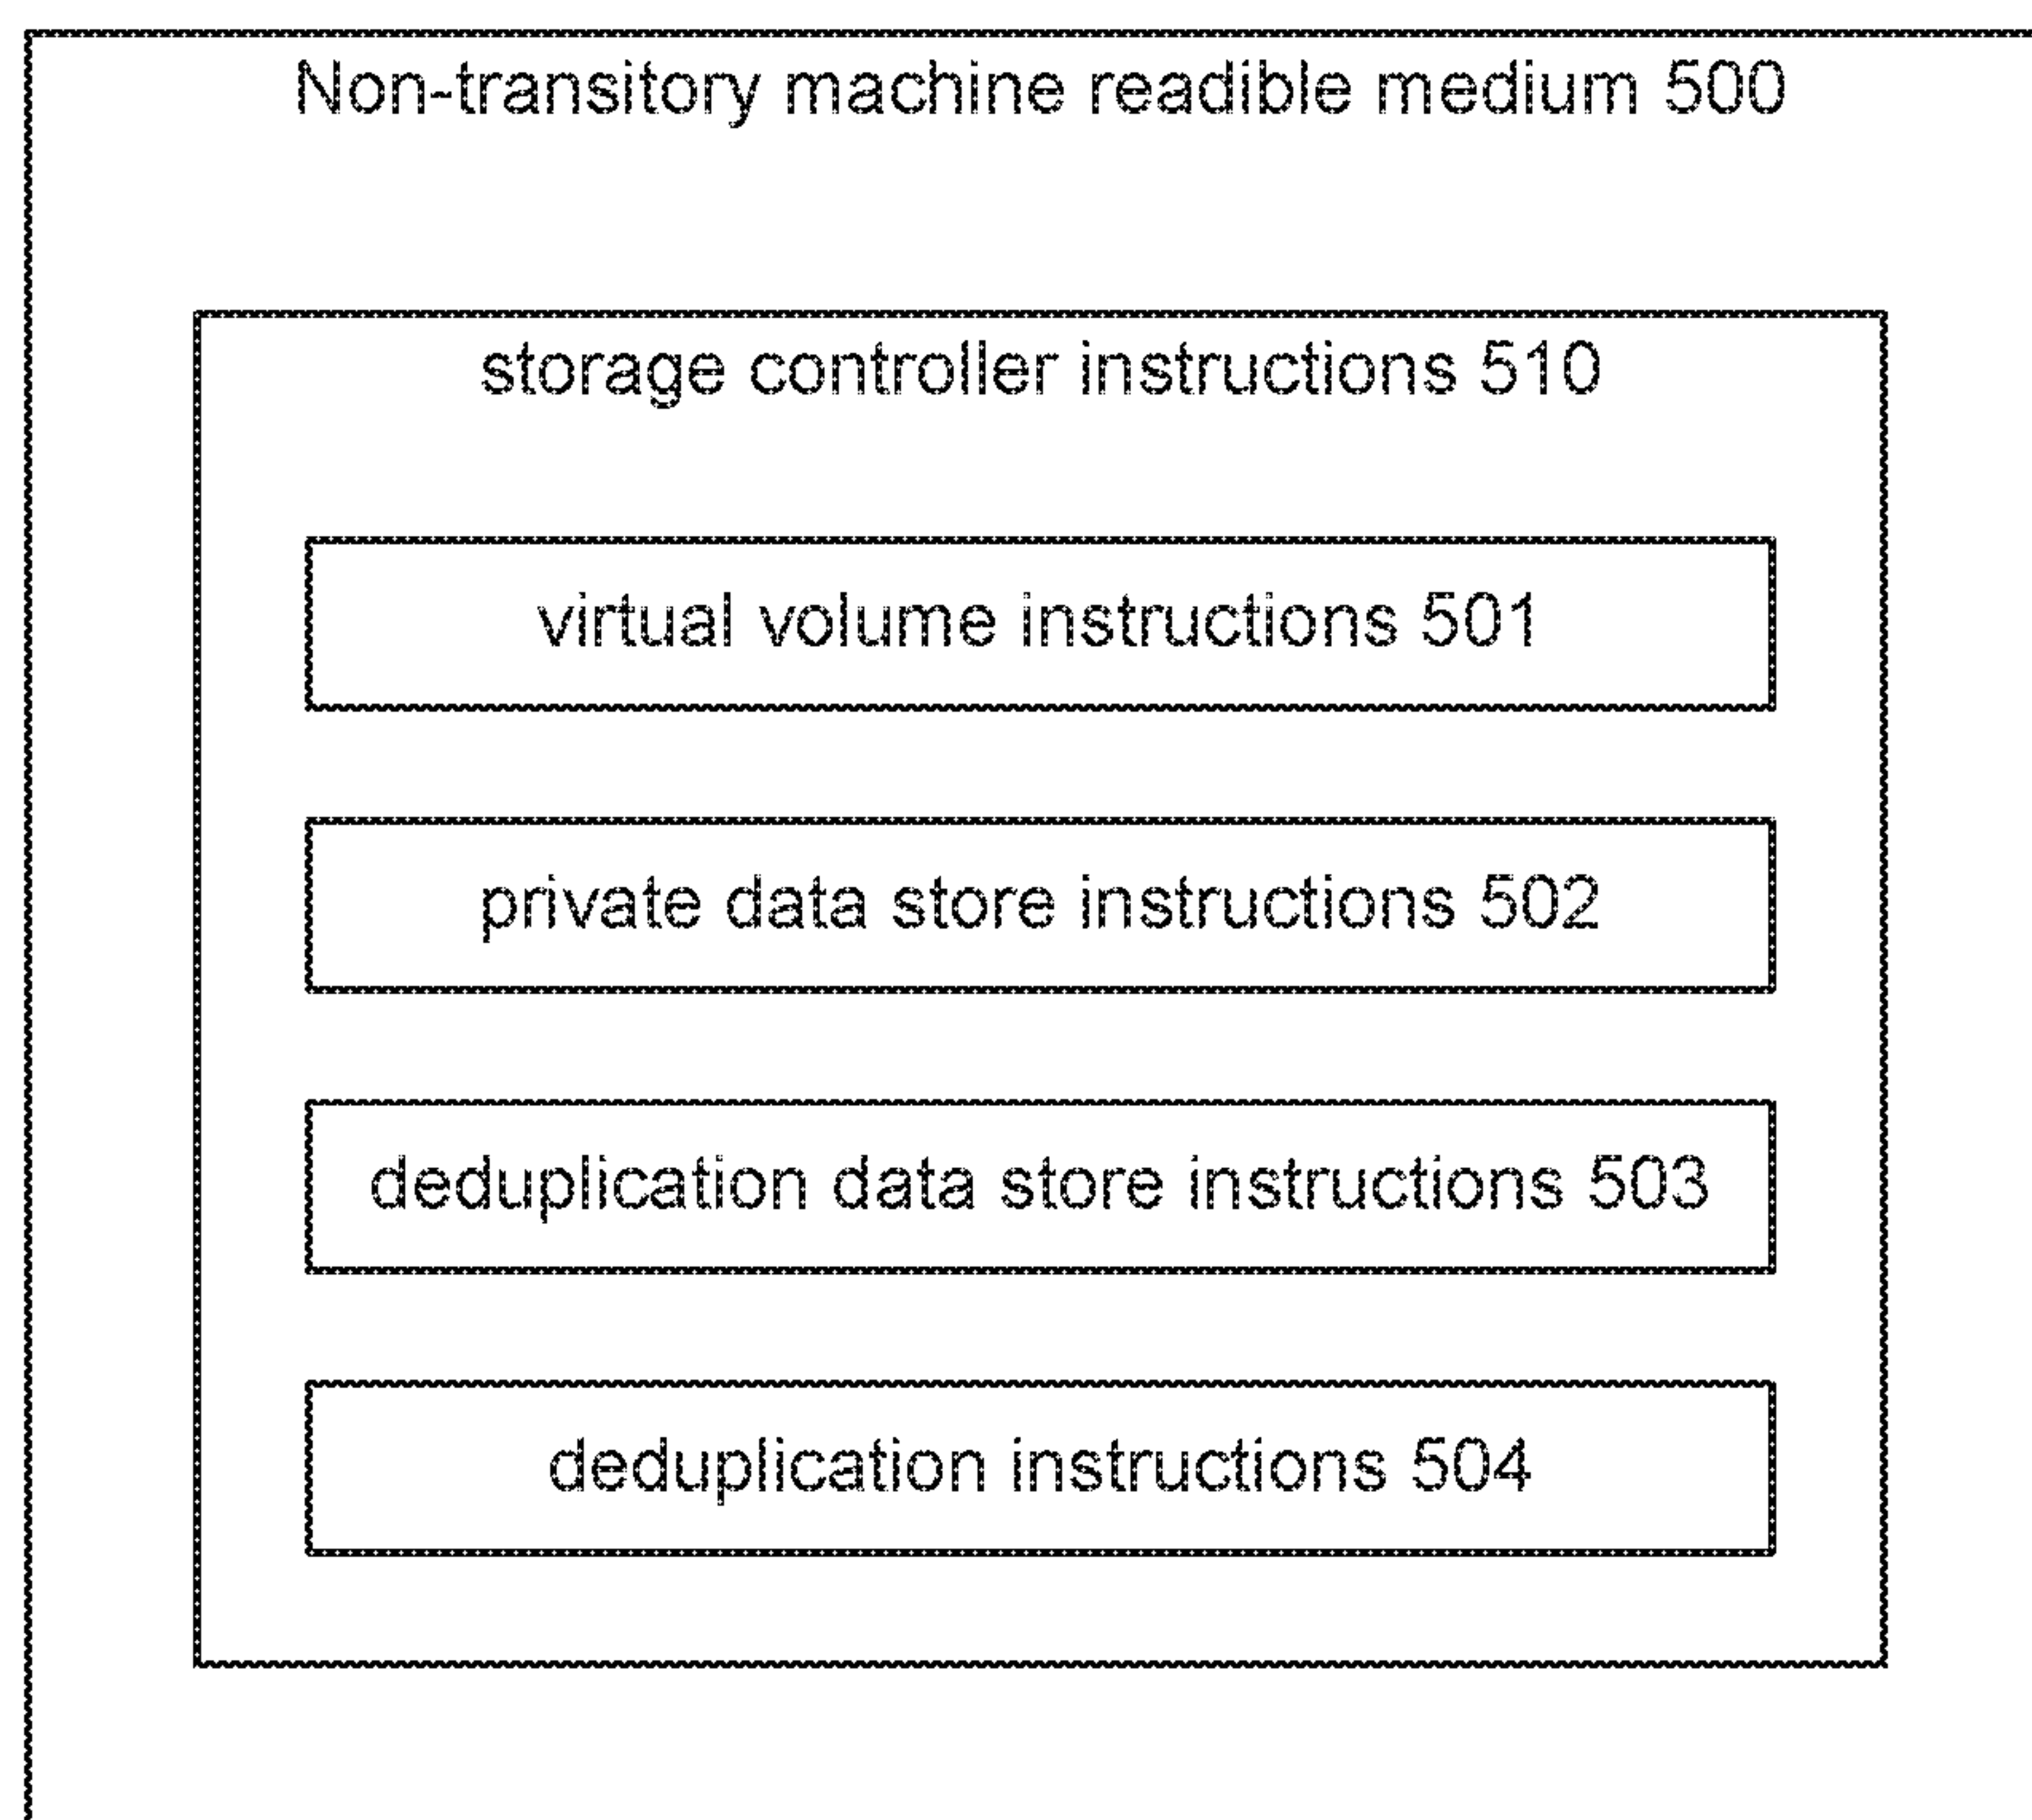 Non-transitory machine readible medium 500
storage controller instructions 510
virtual volume instructions 501
private data store instructions 502
deduplication data store instructions 503
deduplication instructions 504